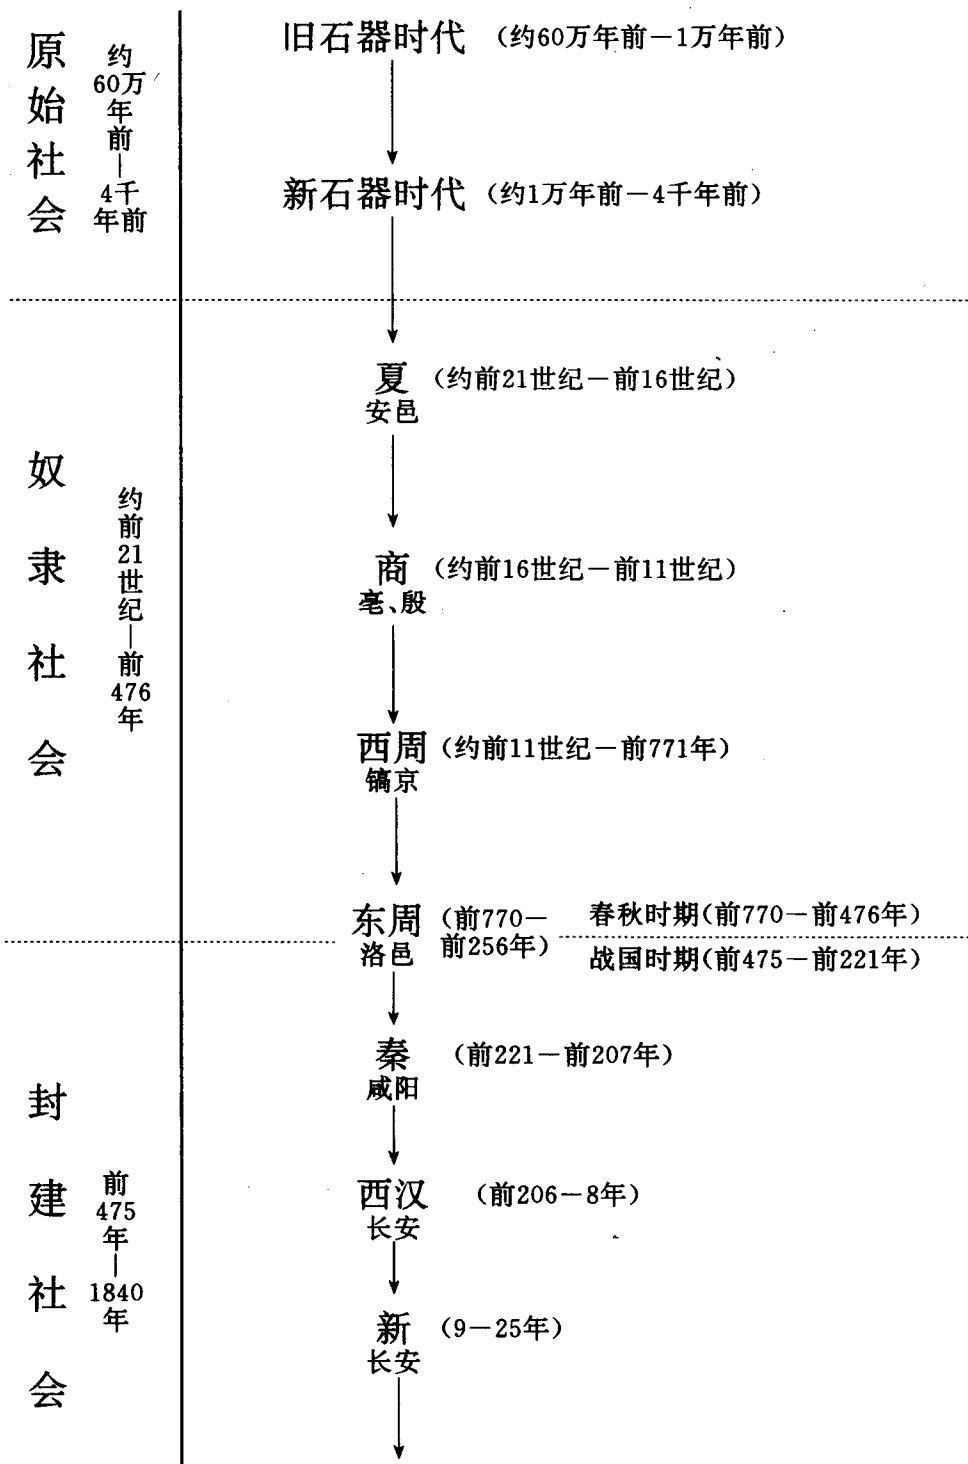 原始社会
约60万年前—4千年前
旧石器时代 (约60万年前－1万年前)
新石器时代 (约1万年前－4千年前)
奴隶社会
约前21世纪—前476年
夏 (约前21世纪－前16世纪)
安邑
商 (约前16世纪－前11世纪)
亳、殷
西周 (约前11世纪－前771年)
镐京
东周 (前770－前256年)
洛邑
春秋时期(前770－前476年)
战国时期(前475－前221年)
封建社会
前475年—1840年
秦 (前221－前207年)
咸阳
西汉 (前206－8年)
长安
新 (9－25年)
长安